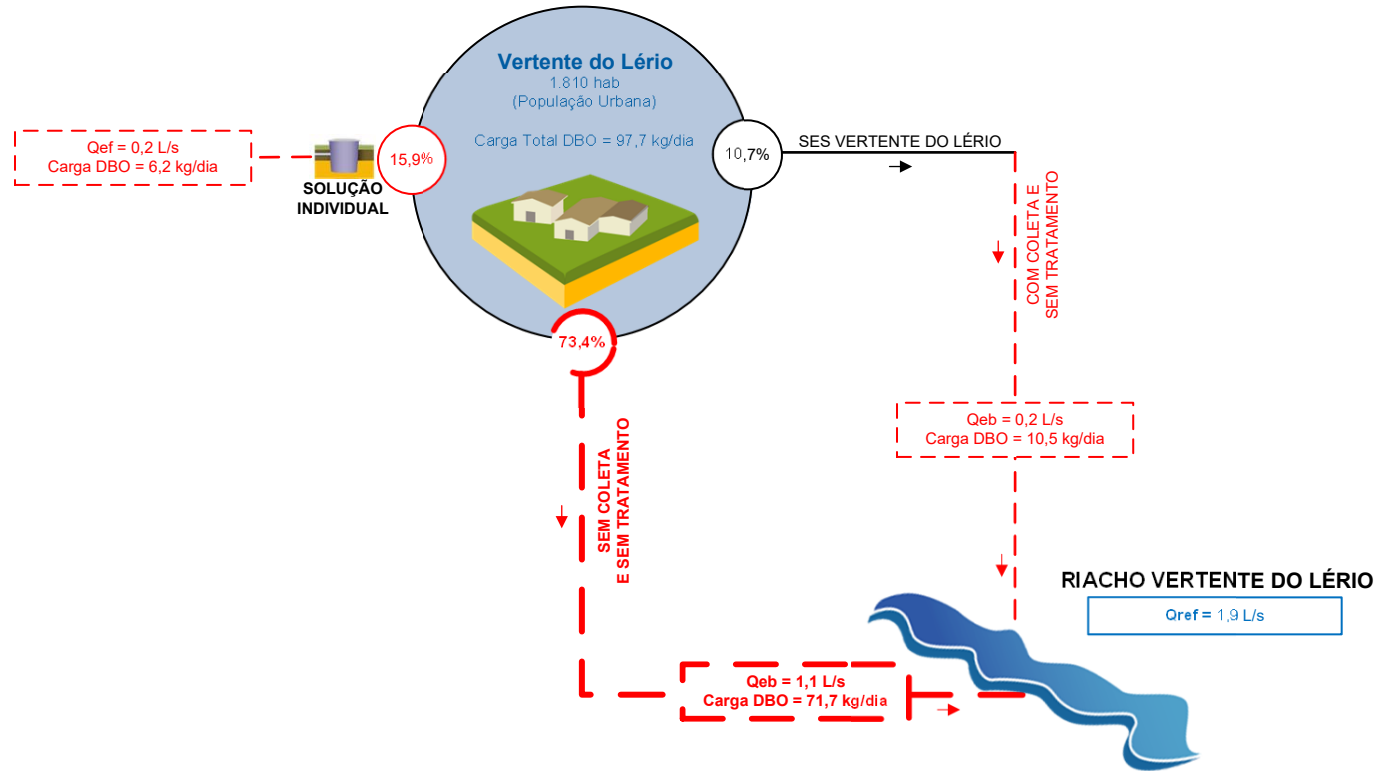 Vertente do Lério
1.810 hab
(População Urbana)
Carga Total DBO = 97,7 kg/dia
Qef = 0,2 L/s
Carga DBO = 6,2 kg/dia
SOLUÇÃO
INDIVIDUAL
15,9%
10,7%
SES VERTENTE DO LÉRIO
COM COLETA E
SEM TRATAMENTO
73,4%
SEM COLETA
E SEM TRATAMENTO
Qeb = 0,2 L/s
Carga DBO = 10,5 kg/dia
RIACHO VERTENTE DO LÉRIO
Qref = 1,9 L/s
Qeb = 1,1 L/s
Carga DBO = 71,7 kg/dia